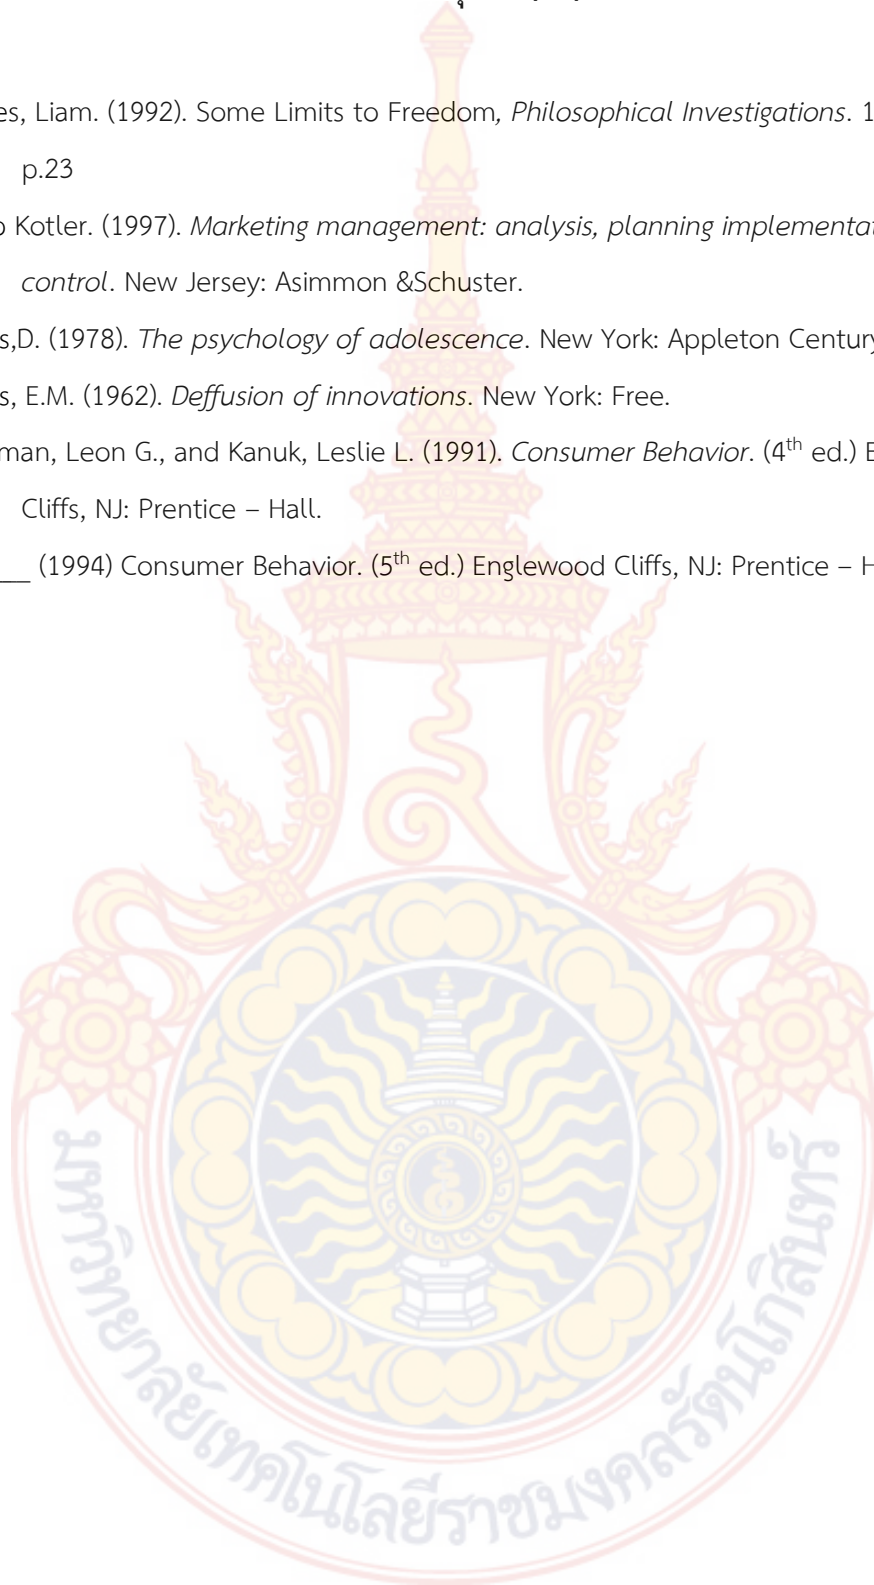 es, Liam. (1992). Some Limits to Freedom, Philosophical Investigations. 1
p.23
o Kotler. (1997). Marketing management: analysis, planning implementat
control. New Jersey: Asimmon &Schuster.
s,D. (1978). The psychology of adolescence. New York: Appleton Century
s, E.M. (1962). Deffusion of innovations. New York: Free.
man, Leon G., and Kanuk, Leslie L. (1991). Consumer Behavior. (4th ed.) E
Cliffs, NJ: Prentice – Hall.
__ (1994) Consumer Behavior. (5th ed.) Englewood Cliffs, NJ: Prentice – H
มหาวิทยาลัยเทคโนโลยีราชมงคลรัตนโกสินทร์